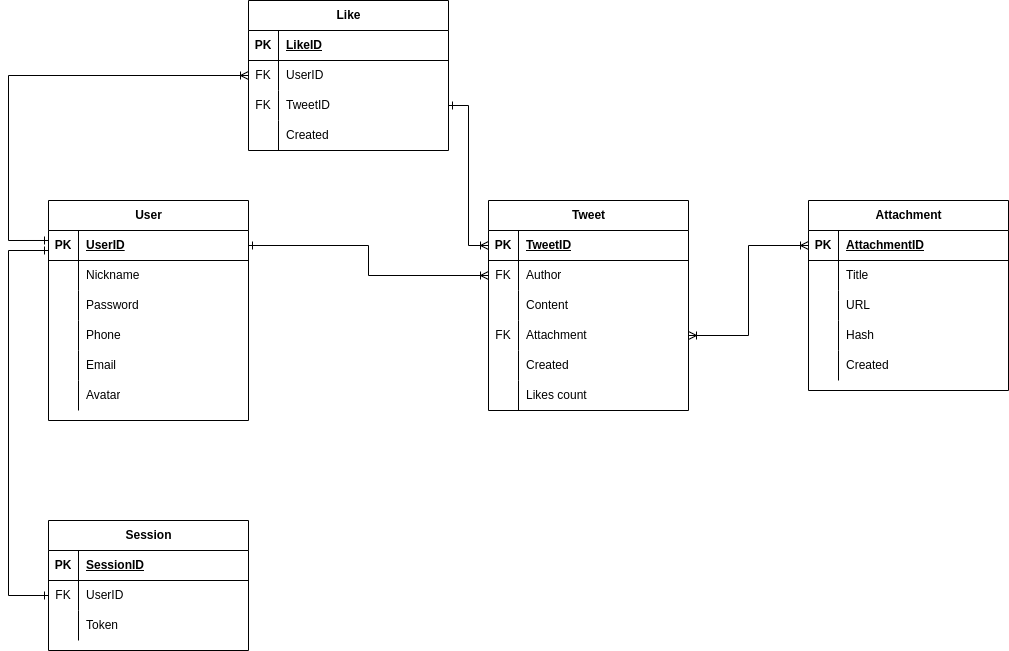 Like
PK LikeID
FK UserID
FK TweetID
Created
User
PK UserID
Nickname
Password
Phone
Email
Avatar
Tweet
PK TweetID
FK Author
Content
FK Attachment
Created
Likes count
Attachment
PK AttachmentID
Title
URL
Hash
Created
Session
PK SessionID
FK UserID
Token